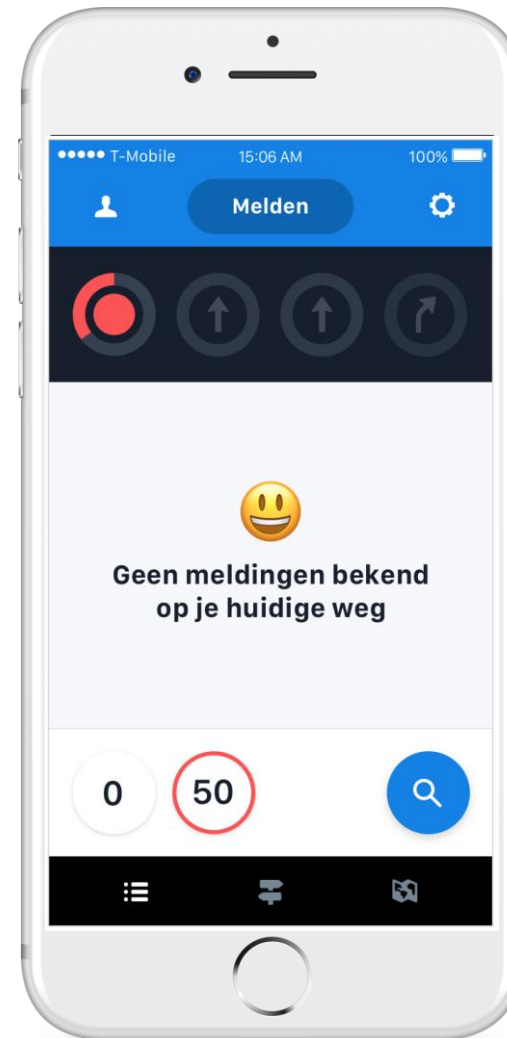 T-Mobile 15:06 AM 100%
Melden
Geen meldingen bekend
op je huidige weg
0 50